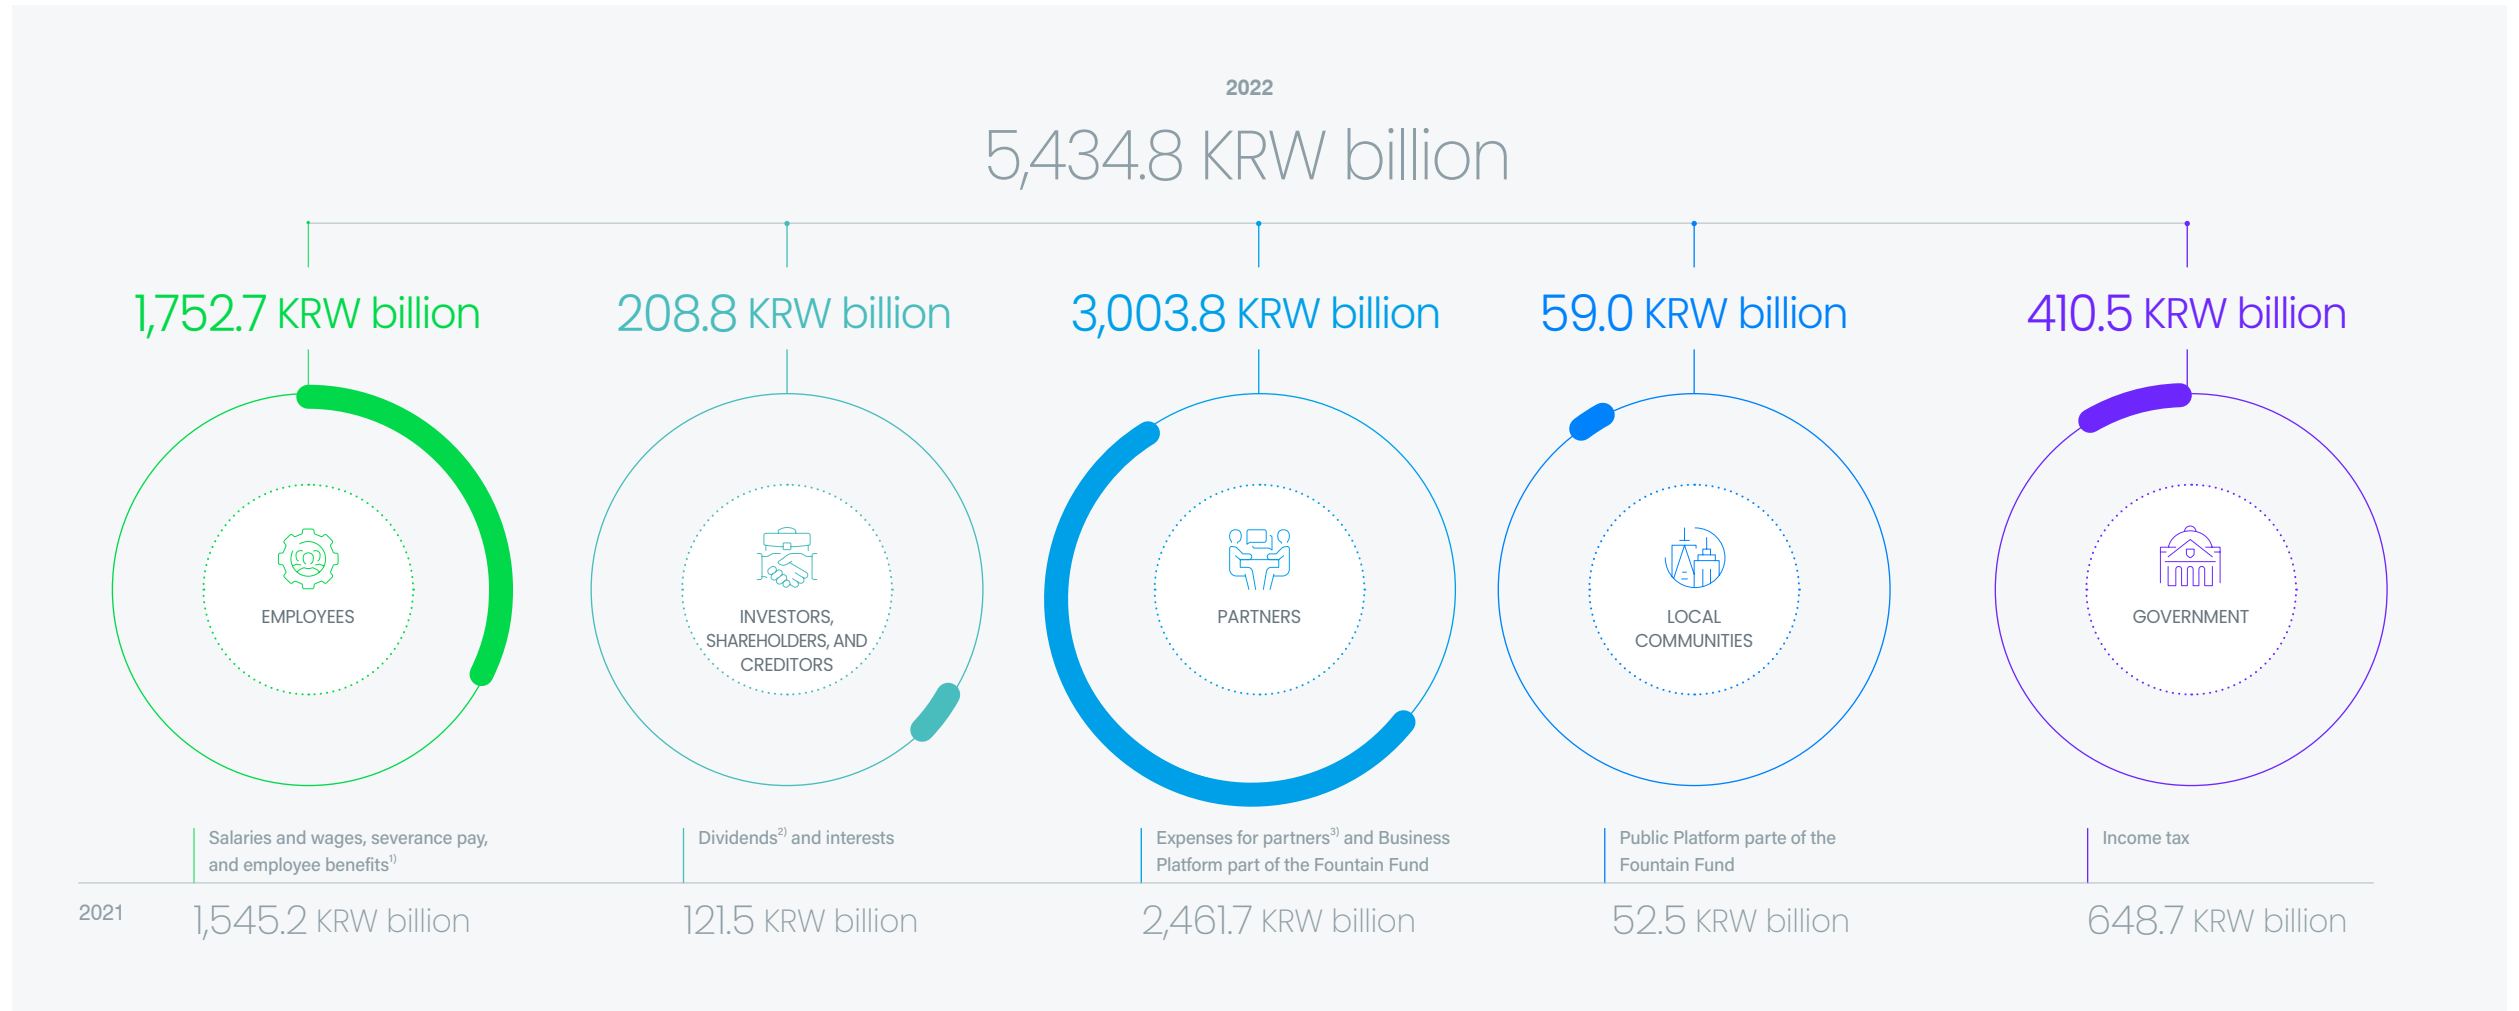 2022
5,434.8 KRW billion
1,752.7 KRW billion
208.8 KRW billion
3,003.8 KRW billion
59.0 KRW billion
410.5 KRW billion
EMPLOYEES
INVESTORS,
SHAREHOLDERS, AND
CREDITORS
PARTNERS
LOCAL
COMMUNITIES
GOVERNMENT
Salaries and wages, severance pay,
and employee benefits1)
Dividends2) and interests
Expenses for partners3) and Business
Platform part of the Fountain Fund
Public Platform parte of the
Fountain Fund
Income tax
2021
1,545.2 KRW billion
121.5 KRW billion
2,461.7 KRW billion
52.5 KRW billion
648.7 KRW billion